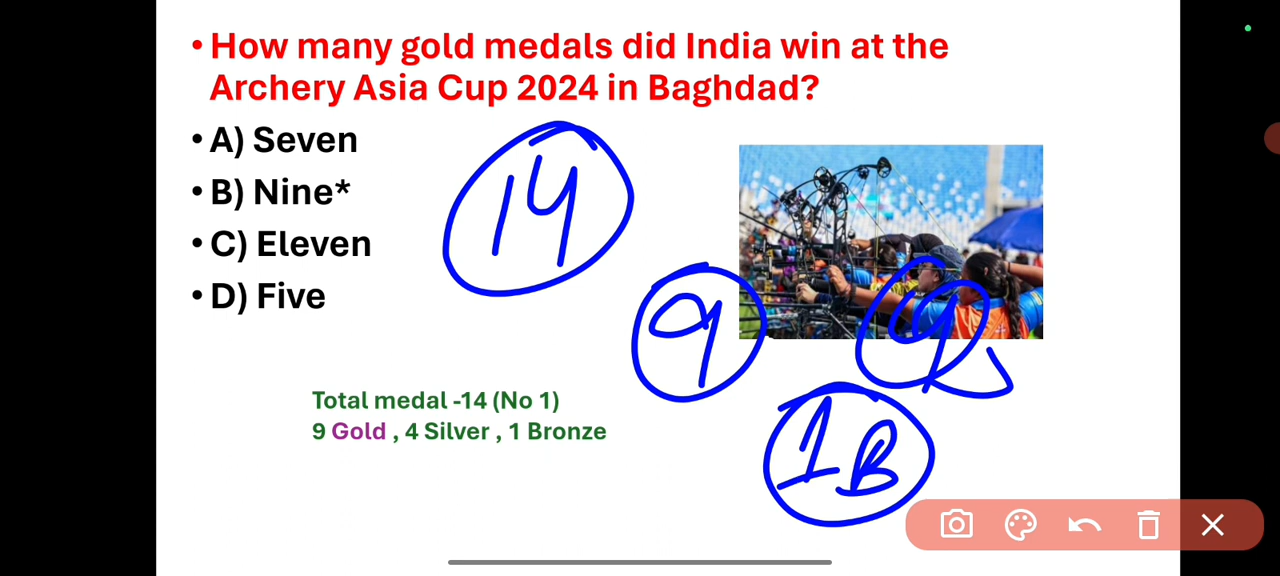 • How many gold medals did India win at the
Archery Asia Cup 2024 in Baghdad?
• A) Seven
• B) Nine*
• C) Eleven
• D) Five
14
9
Total medal -14 (No 1)
9 Gold , 4 Silver , 1 Bronze
1B